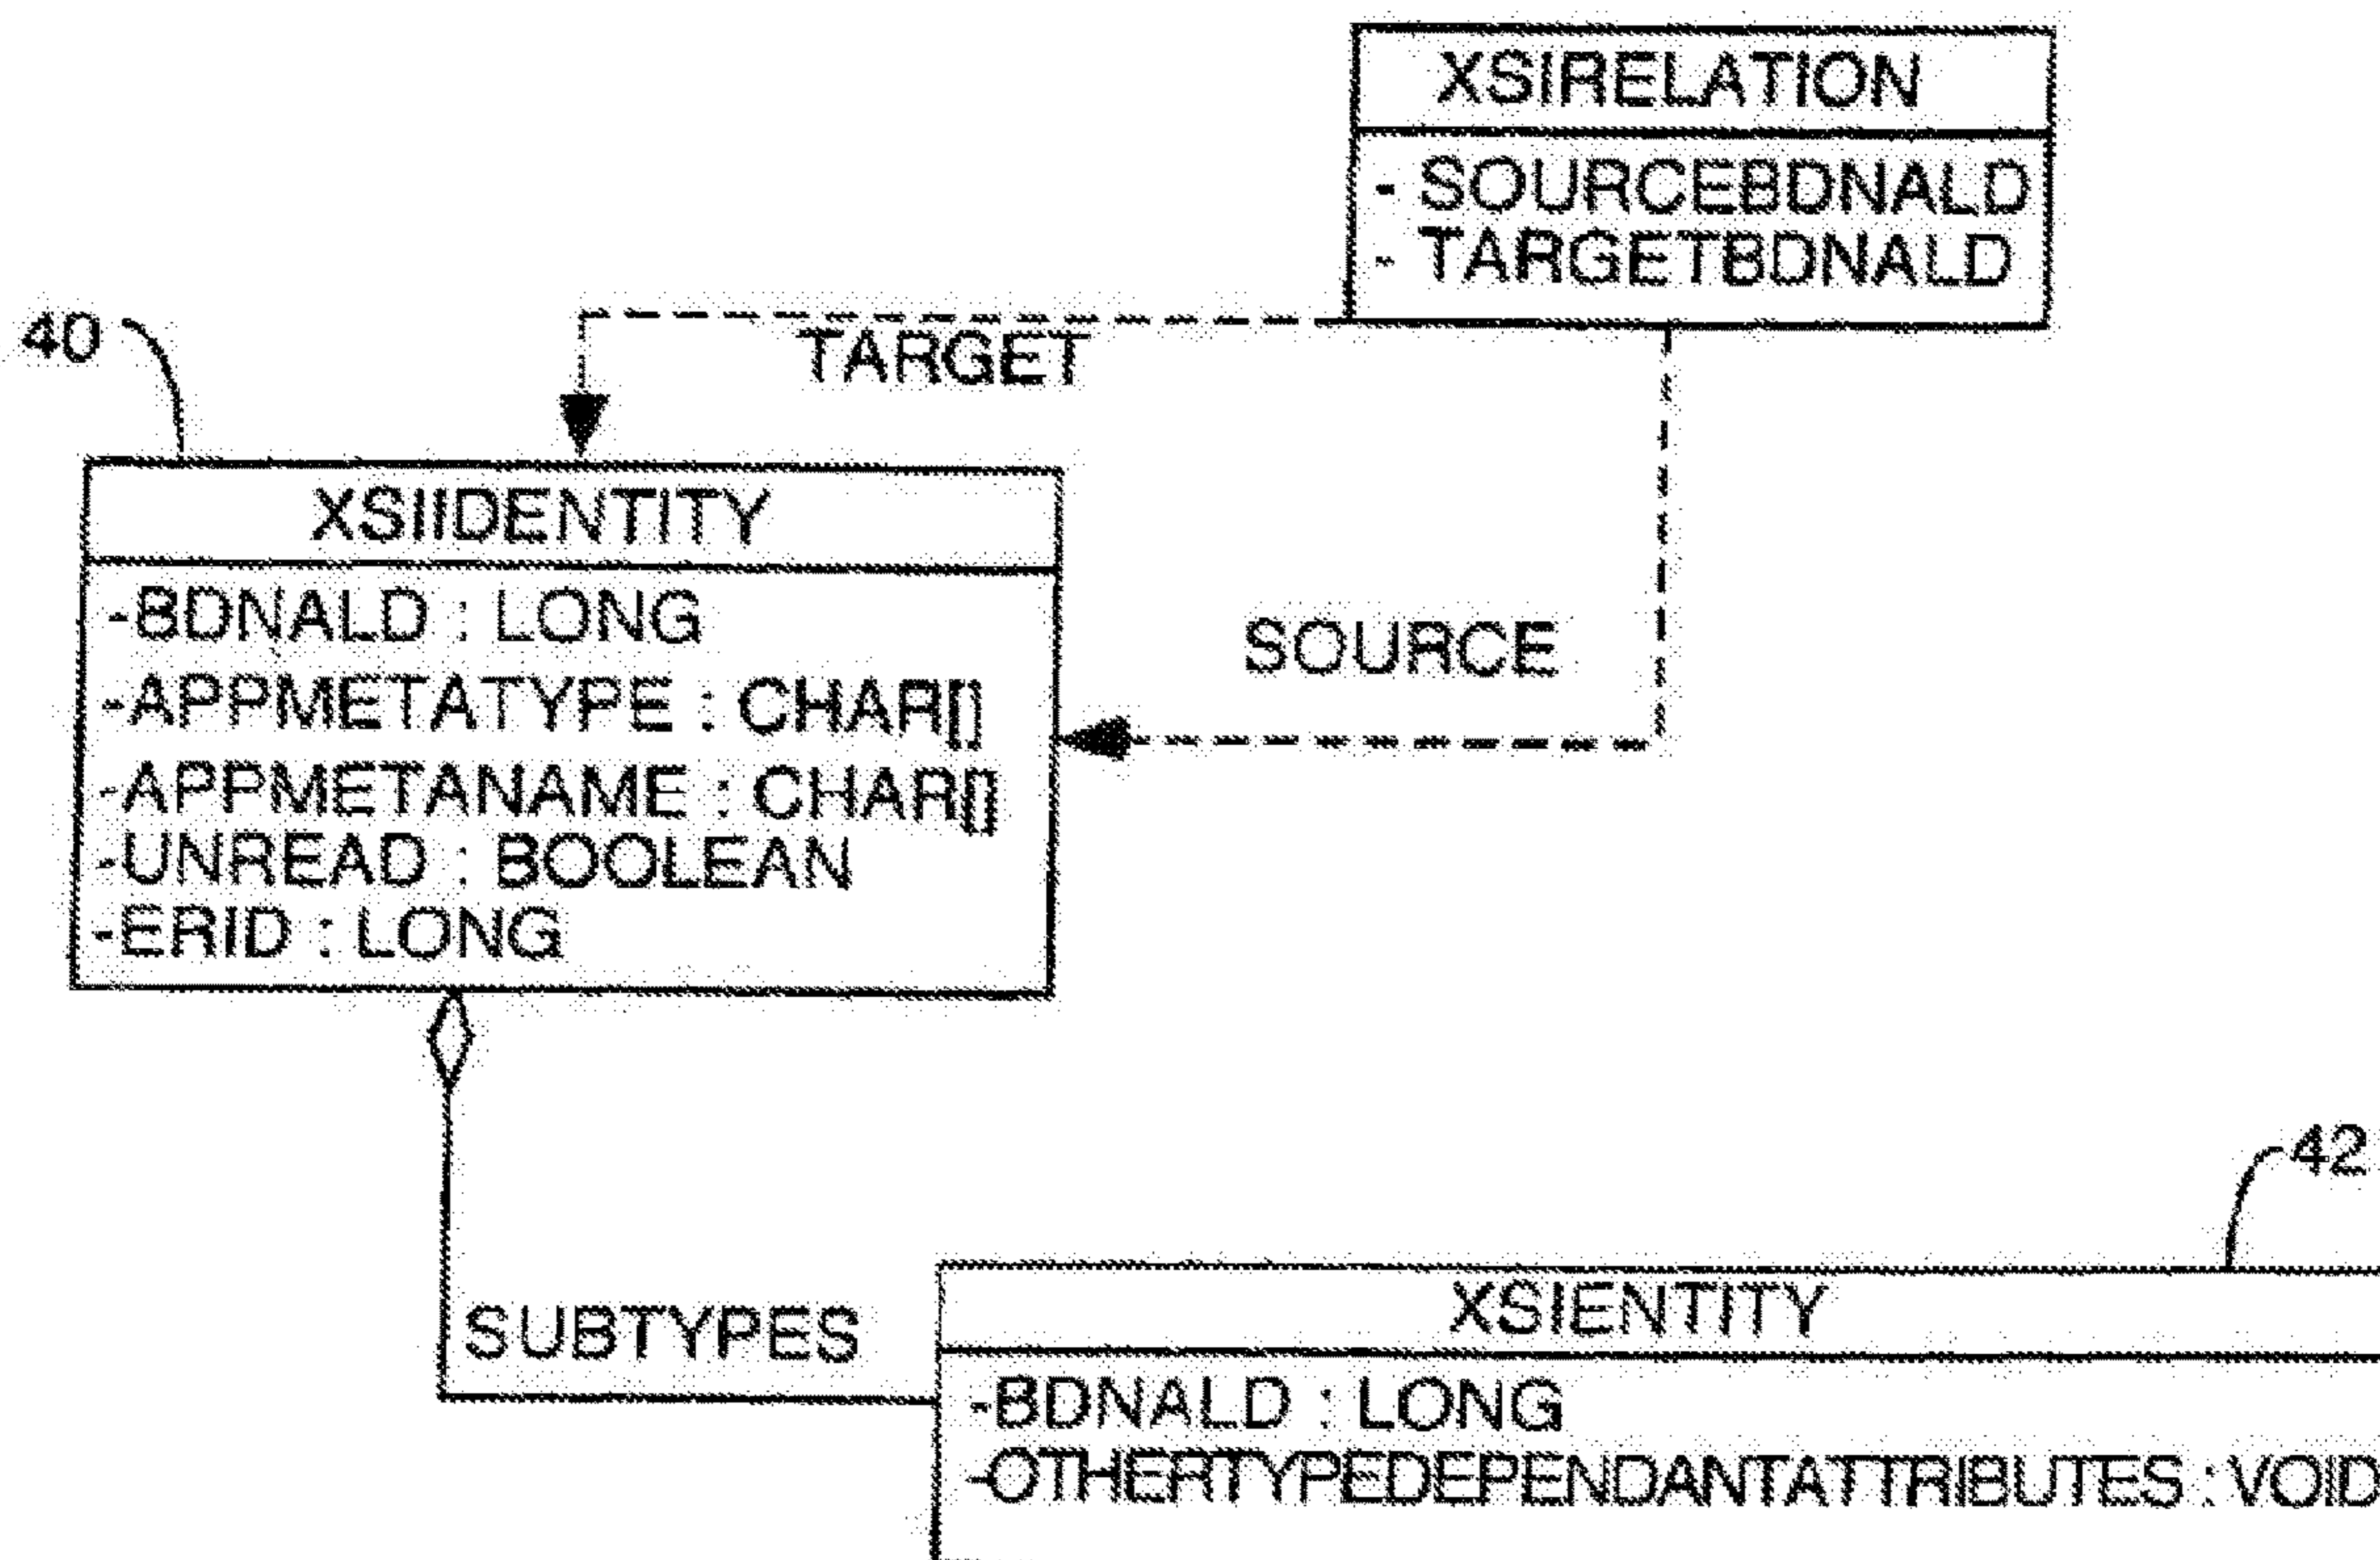 XSIRELATION
- SOURCEBDNALD
- TARGETBDNALD
TARGET
40
XSIIDENTITY
-BDNALD : LONG
-APPMETATYPE : CHAR[]
-APPMETANAME : CHAR[]
-UNREAD : BOOLEAN
-ERID : LONG
SOURCE
42
SUBTYPES
XSIENTITY
-BDNALD : LONG
-OTHERTYPEDEPENDANTATTRIBUTES : VOID